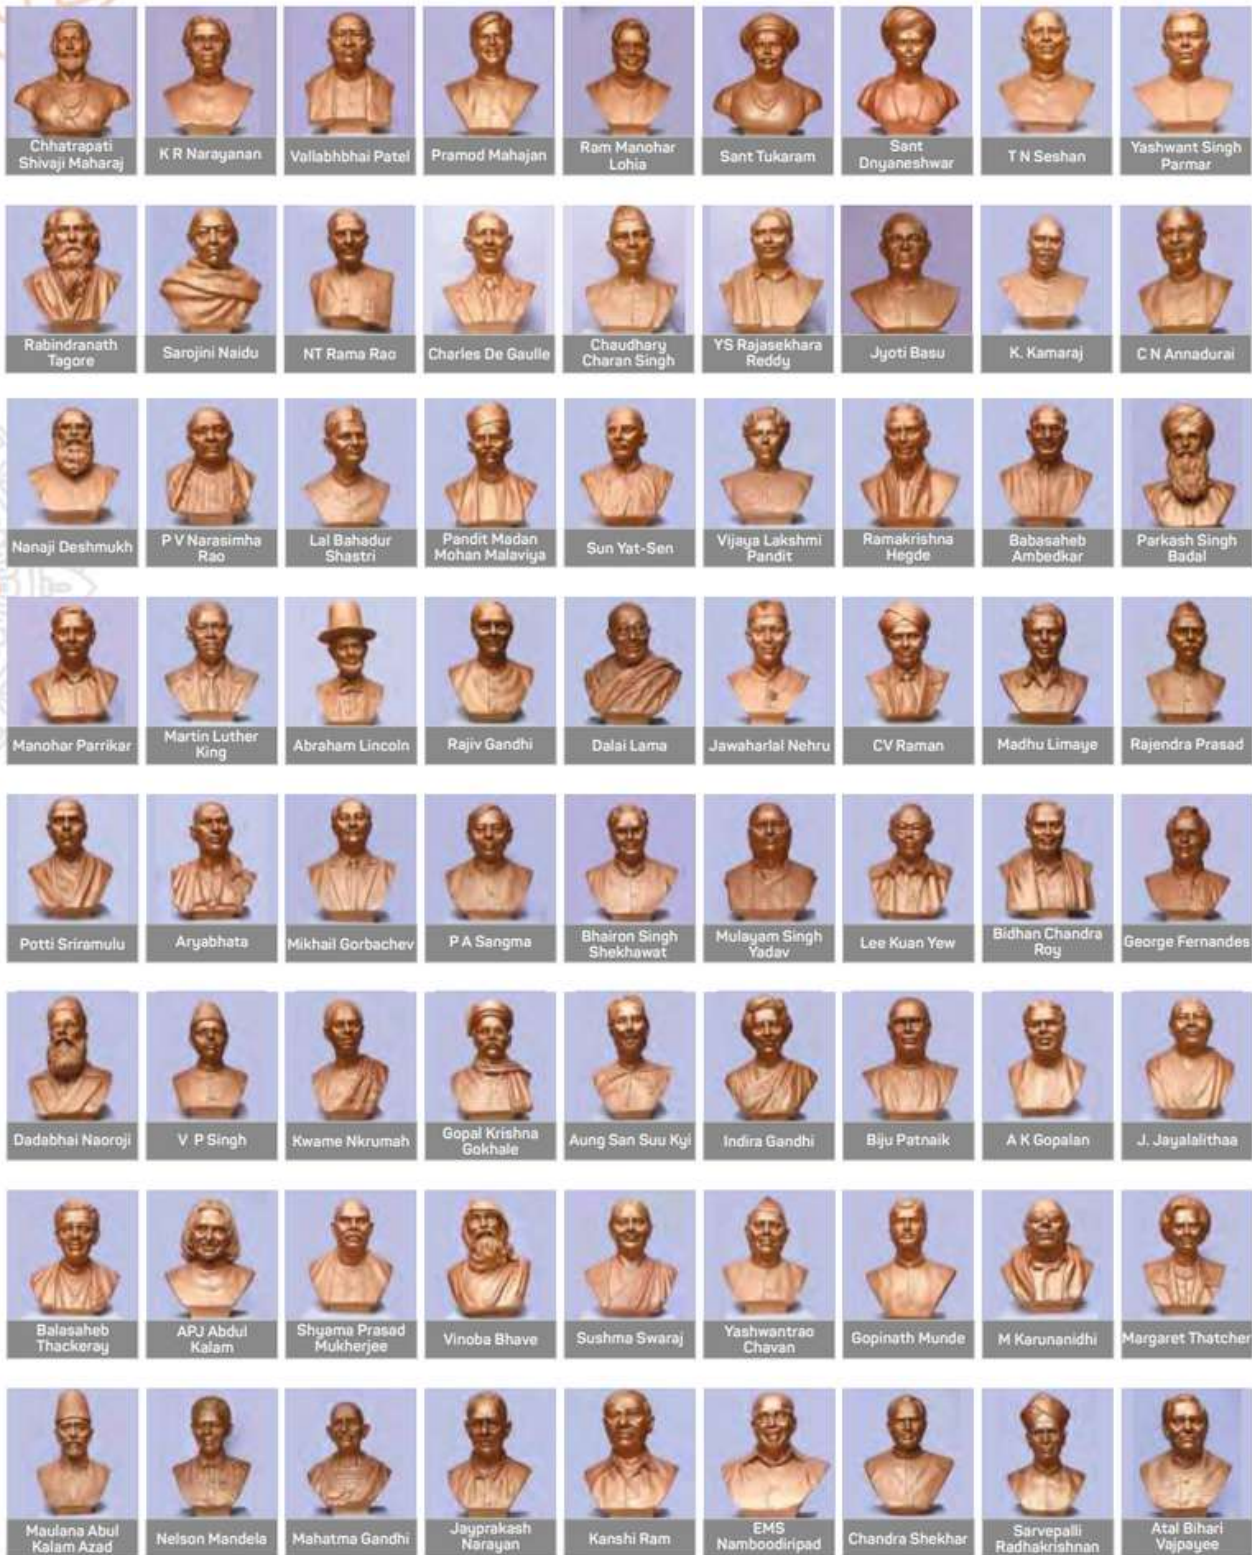 Chhatrapati
Shivaji Maharaj
K R Narayanan
Vallabhbhai Patel
Pramod Mahajan
Ram Manohar
Lohia
Sant Tukaram
Sant
Dnyaneshwar
T N Seshan
Yashwant Singh
Parmar
Rabindranath
Tagore
Sarojini Naidu
NT Rama Rao
Charles De Gaulle
Chaudhary
Charan Singh
YS Rajasekhara
Reddy
Jyoti Basu
K. Kamaraj
C N Annadurai
Nanaji Deshmukh
P V Narasimha
Rao
Lal Bahadur
Shastri
Pandit Madan
Mohan Malaviya
Sun Yat-Sen
Vijaya Lakshmi
Pandit
Ramakrishna
Hegde
Babasaheb
Ambedkar
Parkash Singh
Badal
Manohar Parrikar
Martin Luther
King
Abraham Lincoln
Rajiv Gandhi
Dalai Lama
Jawaharlal Nehru
CV Raman
Madhu Limaye
Rajendra Prasad
Potti Sriramulu
Aryabhata
Mikhail Gorbachev
P A Sangma
Bhairon Singh
Shekhawat
Mulayam Singh
Yadav
Lee Kuan Yew
Bidhan Chandra
Roy
George Fernandes
Dadabhai Naoroji
V P Singh
Kwame Nkrumah
Gopal Krishna
Gokhale
Aung San Suu Kyi
Indira Gandhi
Biju Patnaik
A K Gopalan
J. Jayalalithaa
Balasaheb
Thackeray
APJ Abdul
Kalam
Shyama Prasad
Mukherjee
Vinoba Bhave
Sushma Swaraj
Yashwantrao
Chavan
Gopinath Munde
M Karunanidhi
Margaret Thatcher
Maulana Abul
Kalam Azad
Nelson Mandela
Mahatma Gandhi
Jayprakash
Narayan
Kanshi Ram
EMS
Namboodiripad
Chandra Shekhar
Sarvepalli
Radhakrishnan
Atal Bihari
Vajpayee